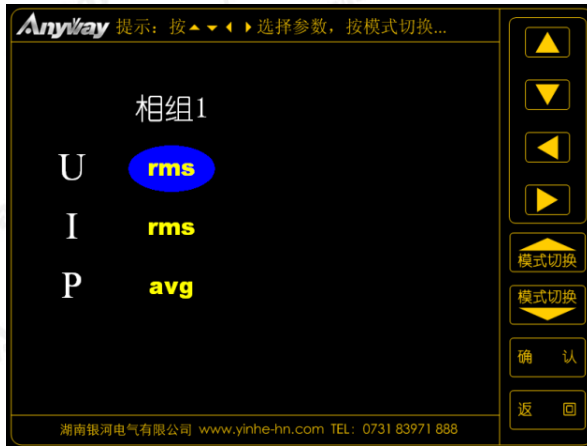 Anyway 提示：按▲▼◀▶选择参数，按模式切换...
相组1
U rms
I rms
P avg
模式切换
模式切换
确 认
返 回
湖南银河电气有限公司 www.yinhe-hn.com TEL: 0731 83971 888